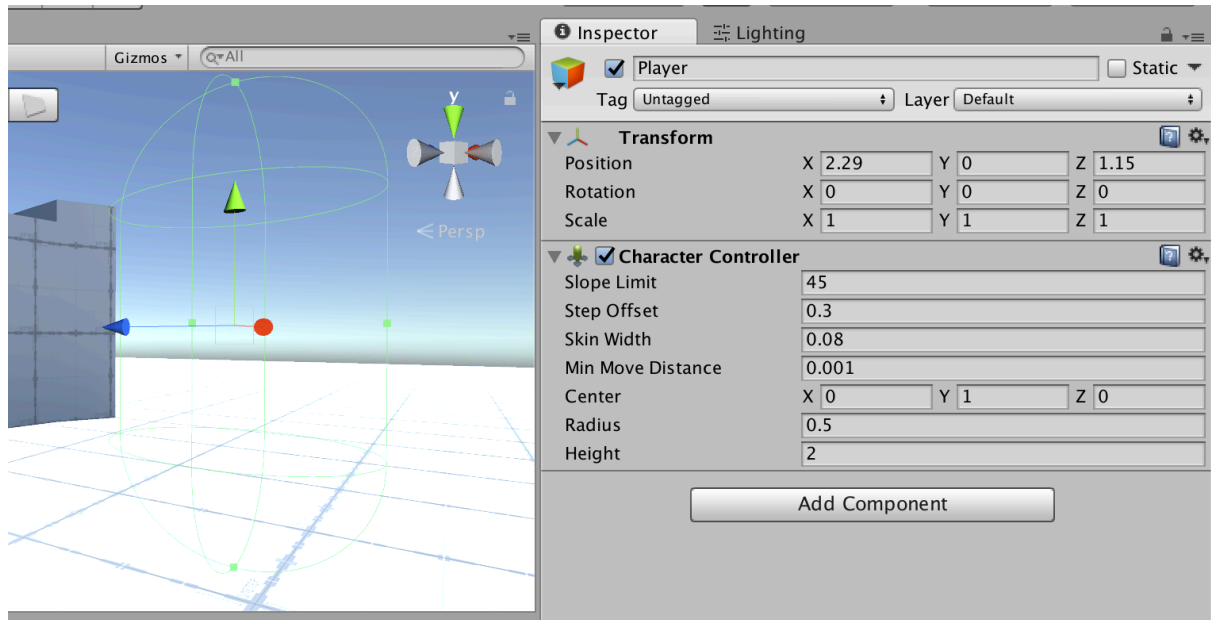 Inspector
Lighting
Gizmos
All
Player
Static
Tag Untagged
Layer Default
y
Persp
Transform
Position X 2.29 Y 0 Z 1.15
Rotation X 0 Y 0 Z 0
Scale X 1 Y 1 Z 1
Character Controller
Slope Limit 45
Step Offset 0.3
Skin Width 0.08
Min Move Distance 0.001
Center X 0 Y 1 Z 0
Radius 0.5
Height 2
Add Component